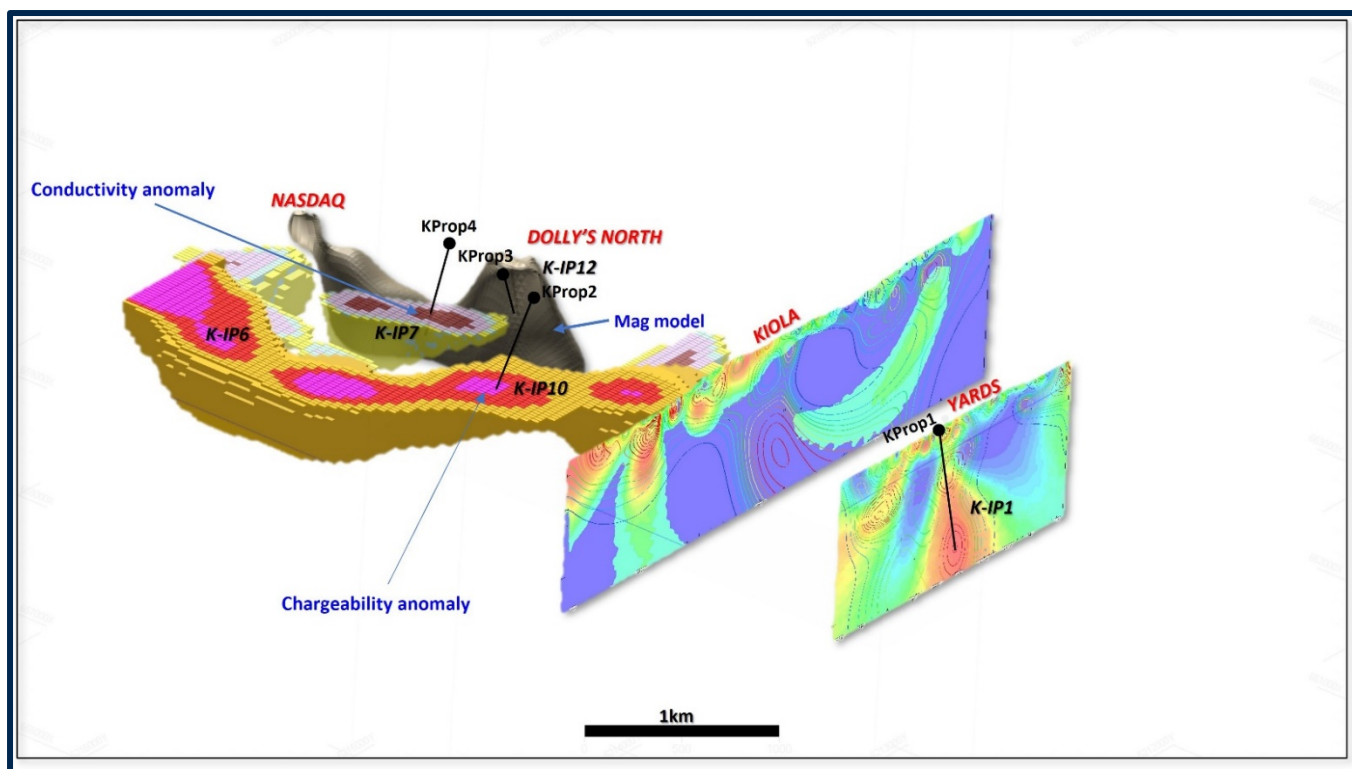 NASDAQ
Conductivity anomaly
KProp4
KProp3
DOLLY'S NORTH
K-IP12
KProp2
K-IP7
K-IP6
Mag model
K-IP10
KIOLA
YARDS
KProp1
K-IP1
Chargeability anomaly
1km